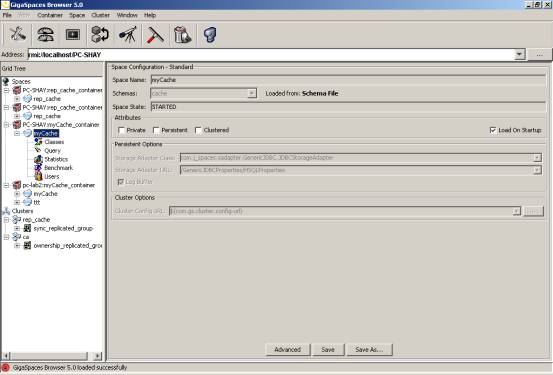 GigaSpaces Browser 5.0
File View Container Space Cluster Window Help
Address: rmi://localhost/PC-SHAY
Grid Tree
Spaces
PC-SHAY:rep_cache_container
rep_cache
PC-SHAY:rep_cache_container
rep_cache
PC-SHAY:myCache_container
myCache
Classes
Query
Statistics
Benchmark
Users
pc-lab2:myCache_container
myCache
ttt
Clusters
rep_cache
sync_replicated_group
ca
ownership_replicated_grou
Space Configuration - Standard
Space Name: myCache
Schemas: cache Loaded from: Schema File
Space State: STARTED
Attributes
Private Persistent Clustered Load On Startup
Persistent Options
Storage Adapter Class: com.j_spaces.sadapter.GenericJDBC.JDBCStorageAdapter
Storage Adapter URL: /GenericJDBCProperties/HSQLProperties
Log Buffer
Cluster Options
Cluster Config URL: ${com.gs.cluster.config-url} ...
Advanced Save Save As...
GigaSpaces Browser 5.0 loaded successfully